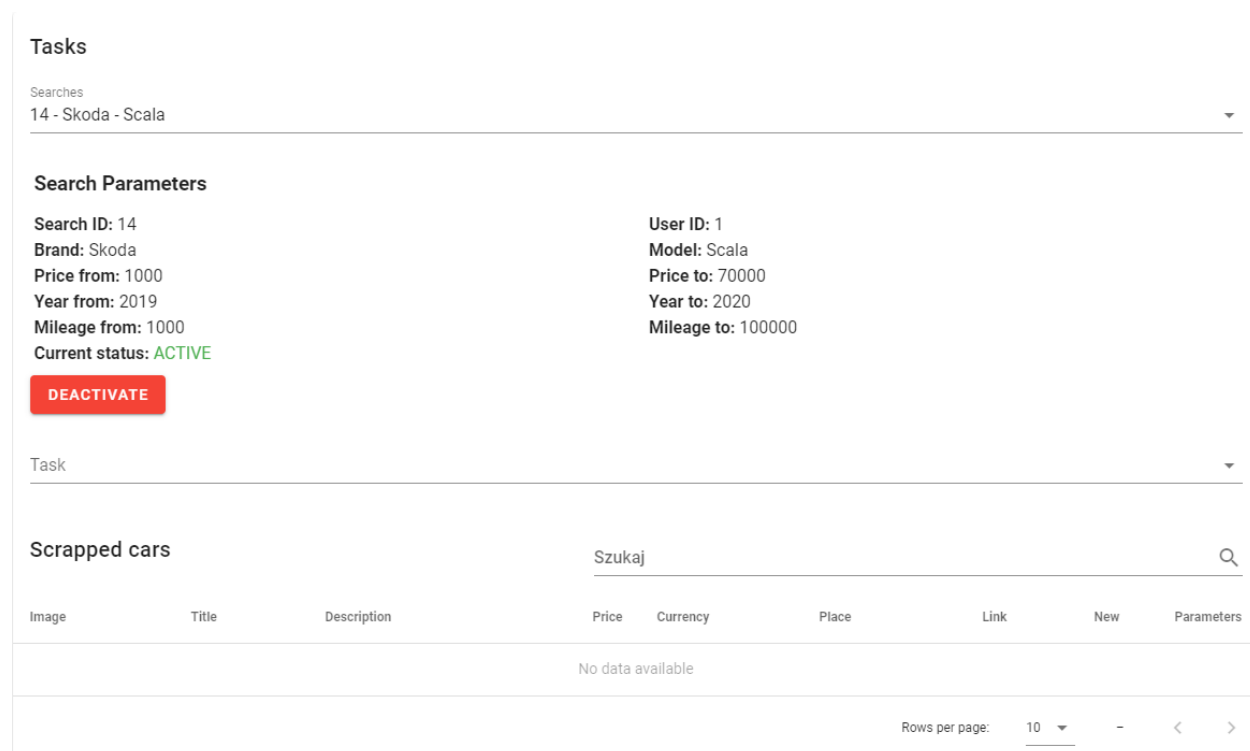 Tasks
Searches
14 - Skoda - Scala
Search Parameters
Search ID: 14 User ID: 1
Brand: Skoda Model: Scala
Price from: 1000 Price to: 70000
Year from: 2019 Year to: 2020
Mileage from: 1000 Mileage to: 100000
Current status: ACTIVE
DEACTIVATE
Task
Scrapped cars Szukaj
Image Title Description Price Currency Place Link New Parameters
No data available
Rows per page: 10 –